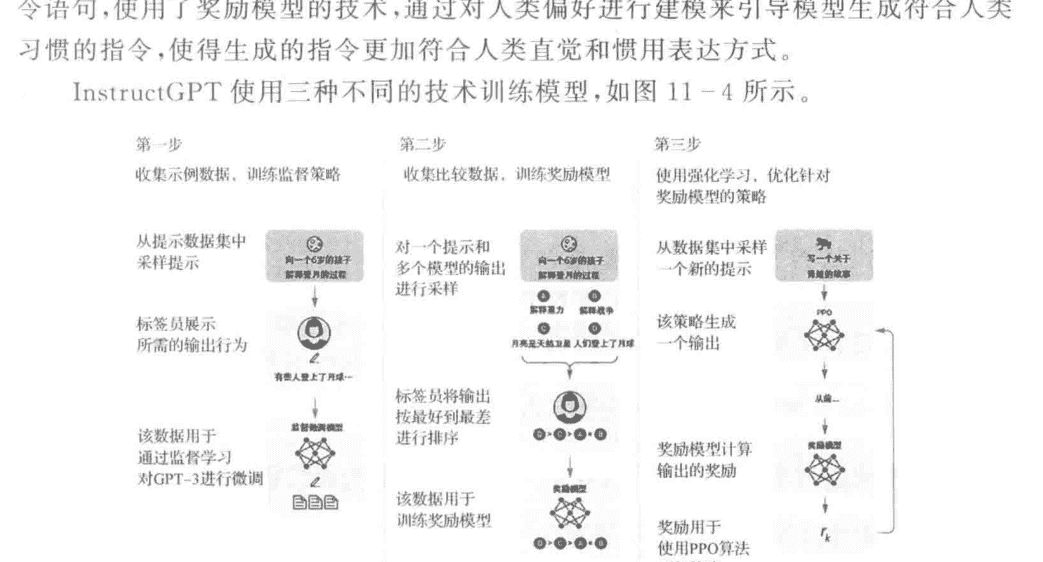 令语句,使用了奖励模型的技术,通过对人类偏好进行建模来引导模型生成符合人类
习惯的指令,使得生成的指令更加符合人类直觉和惯用表达方式。
InstructGPT 使用三种不同的技术训练模型,如图 11-4 所示。
第一步
收集示例数据、训练监督策略
从提示数据集中
采样提示
向一个6岁的孩子
解释登月的过程
标签员展示
所需的输出行为
有些人登上了月球…
该数据用于
通过监督学习
对GPT-3进行微调
监督微调模型
第二步
收集比较数据、训练奖励模型
对一个提示和
多个模型的输出
进行采样
向一个6岁的孩子
解释登月的过程
A
解释重力
B
解释战争
C
月亮是天然卫星
D
人们登上了月球
标签员将输出
按最好到最差
进行排序
D>C>A=B
该数据用于
训练奖励模型
奖励模型
D>C>A=B
第三步
使用强化学习、优化针对
奖励模型的策略
从数据集中采样
一个新的提示
写一个关于
的故事
该策略生成
一个输出
PPO
从前…
奖励模型计算
输出的奖励
奖励模型
奖励用于
使用PPO算法
rk